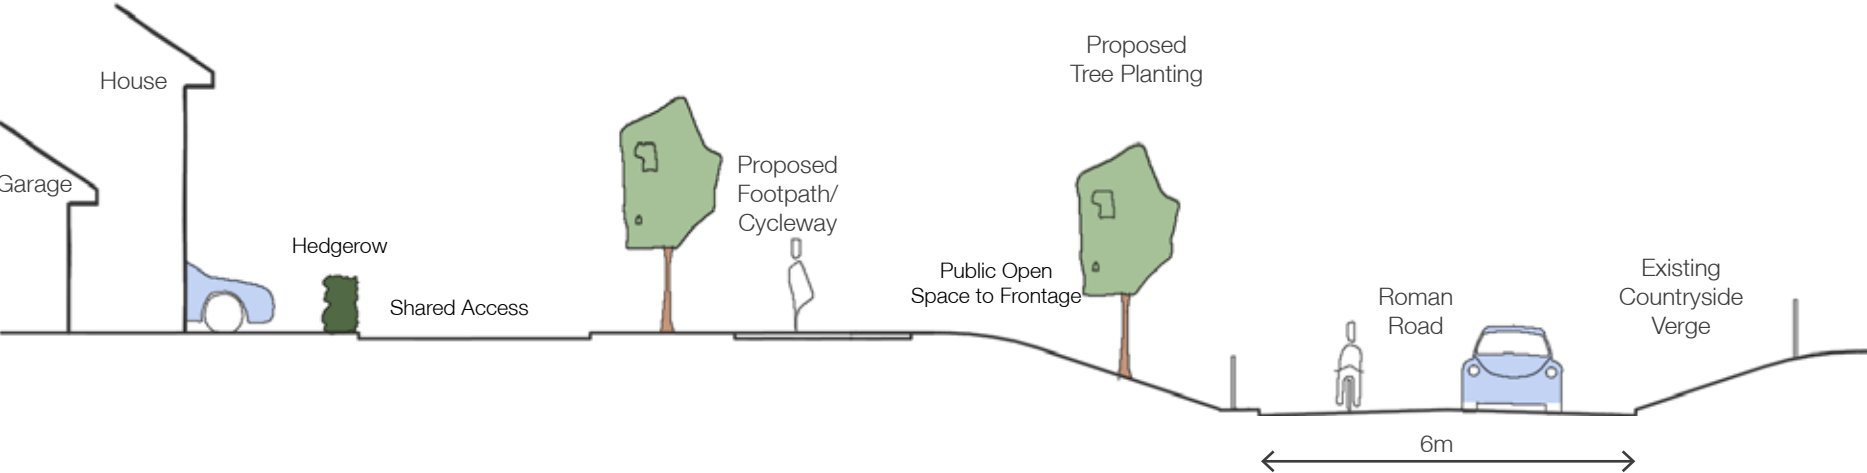 House
Garage
Hedgerow
Shared Access
Proposed
Footpath/
Cycleway
Public Open
Space to Frontage
Proposed
Tree Planting
Roman
Road
Existing
Countryside
Verge
6m